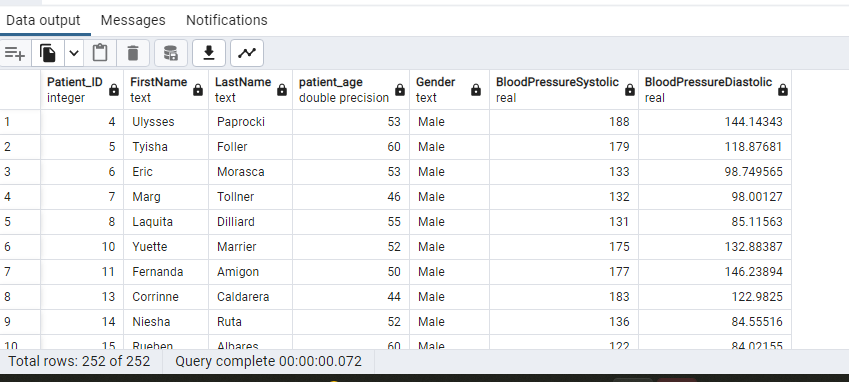 Data output Messages Notifications
Patient_ID FirstName LastName patient_age Gender BloodPressureSystolic BloodPressureDiastolic
integer text text double precision text real real
1 4 Ulysses Paprocki 53 Male 188 144.14343
2 5 Tyisha Foller 60 Male 179 118.87681
3 6 Eric Morasca 53 Male 133 98.749565
4 7 Marg Tollner 46 Male 132 98.00127
5 8 Laquita Dilliard 55 Male 131 85.11563
6 10 Yuette Marrier 52 Male 175 132.88387
7 11 Fernanda Amigon 50 Male 177 146.23894
8 13 Corrinne Caldarera 44 Male 183 122.9825
9 14 Niesha Ruta 52 Male 136 84.55516
10 15 Rueben Albares 60 Male 122 84.02155
Total rows: 252 of 252 Query complete 00:00:00.072